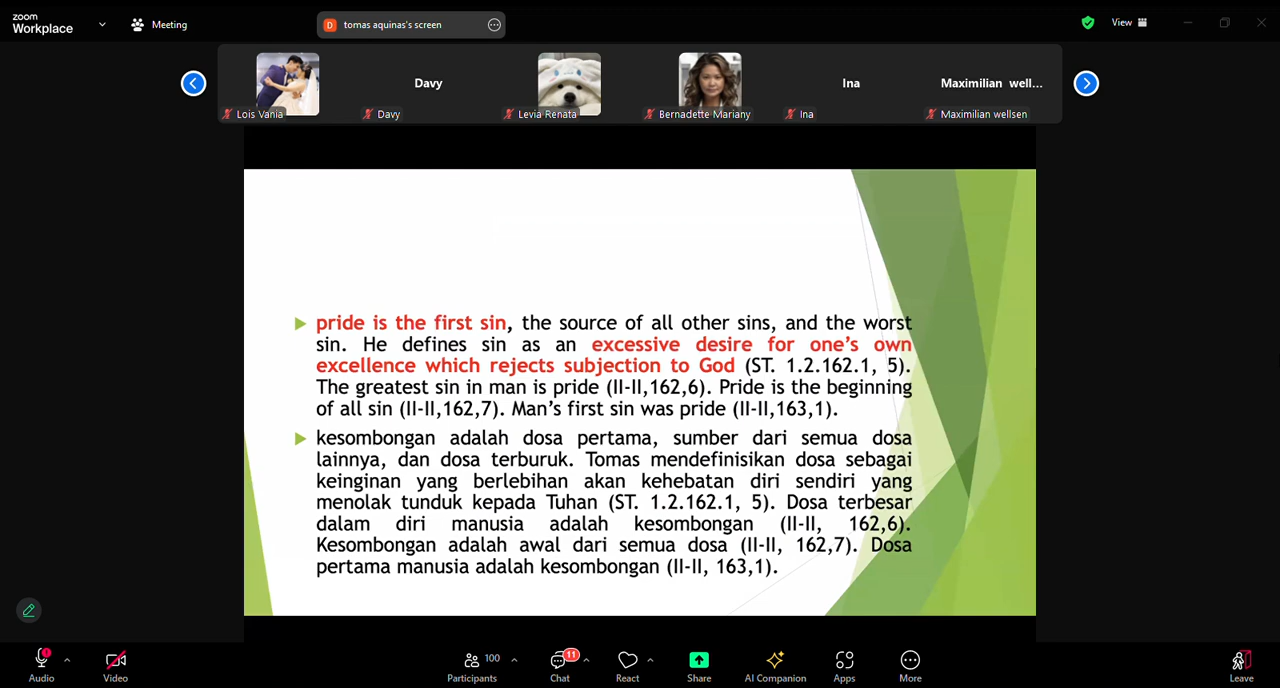 zoom
Workplace
Meeting
D tomas aquinas's screen
View
Davy
Ina
Maximilian well...
Lois Vania
Davy
Levia Renata
Bernadette Mariany
Ina
Maximilian wellsen
pride is the first sin, the source of all other sins, and the worst
sin. He defines sin as an excessive desire for one's own
excellence which rejects subjection to God (ST. 1.2.162.1, 5).
The greatest sin in man is pride (II-II,162,6). Pride is the beginning
of all sin (II-II,162,7). Man's first sin was pride (II-II,163,1).
kesombongan adalah dosa pertama, sumber dari semua dosa
lainnya, dan dosa terburuk. Tomas mendefinisikan dosa sebagai
keinginan yang berlebihan akan kehebatan diri sendiri yang
menolak tunduk kepada Tuhan (ST. 1.2.162.1, 5). Dosa terbesar
dalam diri manusia adalah kesombongan (II-II, 162,6).
Kesombongan adalah awal dari semua dosa (II-II, 162,7). Dosa
pertama manusia adalah kesombongan (II-II, 163,1).
100
11
Audio
Video
Participants
Chat
React
Share
AI Companion
Apps
More
Leave